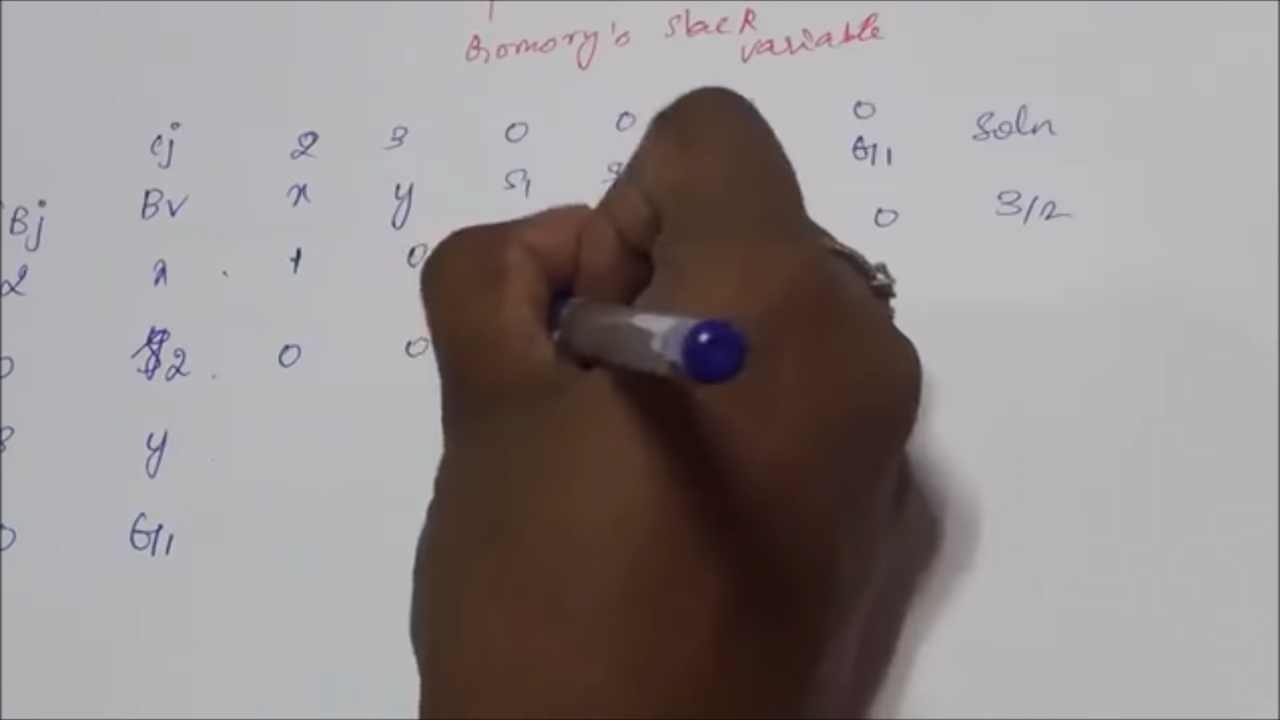 Gomory's slack variable
Cj 2 3 0 0 0 Soln
Bj BV x y S1 S G1
2 x 1 0 0 3/2
0 S2 0 0
3 y
0 G1